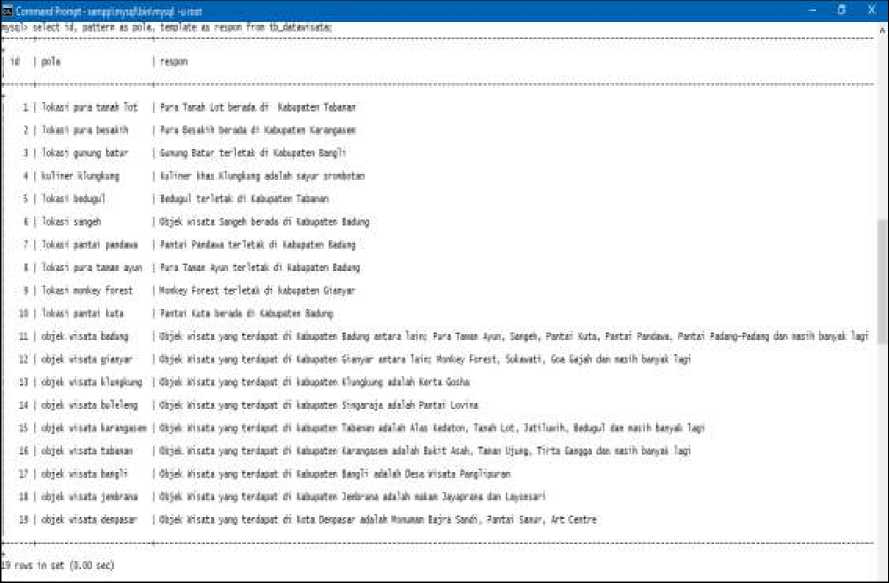 Command Prompt - xampp\mysql\bin\mysql -u root
mysql> select id, pattern as pola, template as respon from tb_datawisata;
| id | pola | respon
| 1 | lokasi pura tanah lot | Pura Tanah Lot berada di Kabupaten Tabanan
| 2 | lokasi pura besakih | Pura Besakih berada di Kabupaten Karangasem
| 3 | lokasi gunung batur | Gunung Batur terletak di Kabupaten Bangli
| 4 | kuliner klungkung | Kuliner khas Klungkung adalah sayur srombotan
| 5 | lokasi bedugul | Bedugul terletak di Kabupaten Tabanan
| 6 | lokasi sangeh | Objek wisata Sangeh berada di Kabupaten Badung
| 7 | lokasi pantai pandawa | Pantai Pandawa terletak di Kabupaten Badung
| 8 | lokasi pura taman ayun | Pura Taman Ayun terletak di Kabupaten Badung
| 9 | lokasi monkey forest | Monkey Forest terletak di kabupaten Gianyar
| 10 | lokasi pantai kuta | Pantai Kuta berada di Kabupaten Badung
| 11 | objek wisata badung | Objek wisata yang terdapat di Kabupaten Badung antara lain; Pura Taman Ayun, Sangeh, Pantai Kuta, Pantai Pandawa, Pantai Padang-Padang dan masih banyak lagi
| 12 | objek wisata gianyar | Objek wisata yang terdapat di Kabupaten Gianyar antara lain; Monkey Forest, Sukawati, Goa Gajah dan masih banyak lagi
| 13 | objek wisata klungkung | Objek Wisata yang terdapat di kabupaten Klungkung adalah Kerta Gosha
| 14 | objek wisata buleleng | Objek Wisata yang terdapat di kabupaten Singaraja adalah Pantai Lovina
| 15 | objek wisata karangasem | Objek Wisata yang terdapat di kabupaten Tabanan adalah Alas Kedaton, Tanah Lot, Jatiluwih, Bedugul dan masih banyak lagi
| 16 | objek wisata tabanan | Objek Wisata yang terdapat di Kabupaten Karangasem adalah Bukit Asah, Taman Ujung, Tirta Gangga dan masih banyak lagi
| 17 | objek wisata bangli | Objek Wisata yang terdapat di Kabupaten Bangli adalah Desa Wisata Panglipuran
| 18 | objek wisata jembrana | Objek Wisata yang terdapat di Kabupaten Jembrana adalah makam Jayaprana dan Layonsari
| 19 | objek wisata denpasar | Objek Wisata yang terdapat di Kota Denpasar adalah Monumen Bajra Sandi, Pantai Sanur, Art Centre
19 rows in set (0.00 sec)